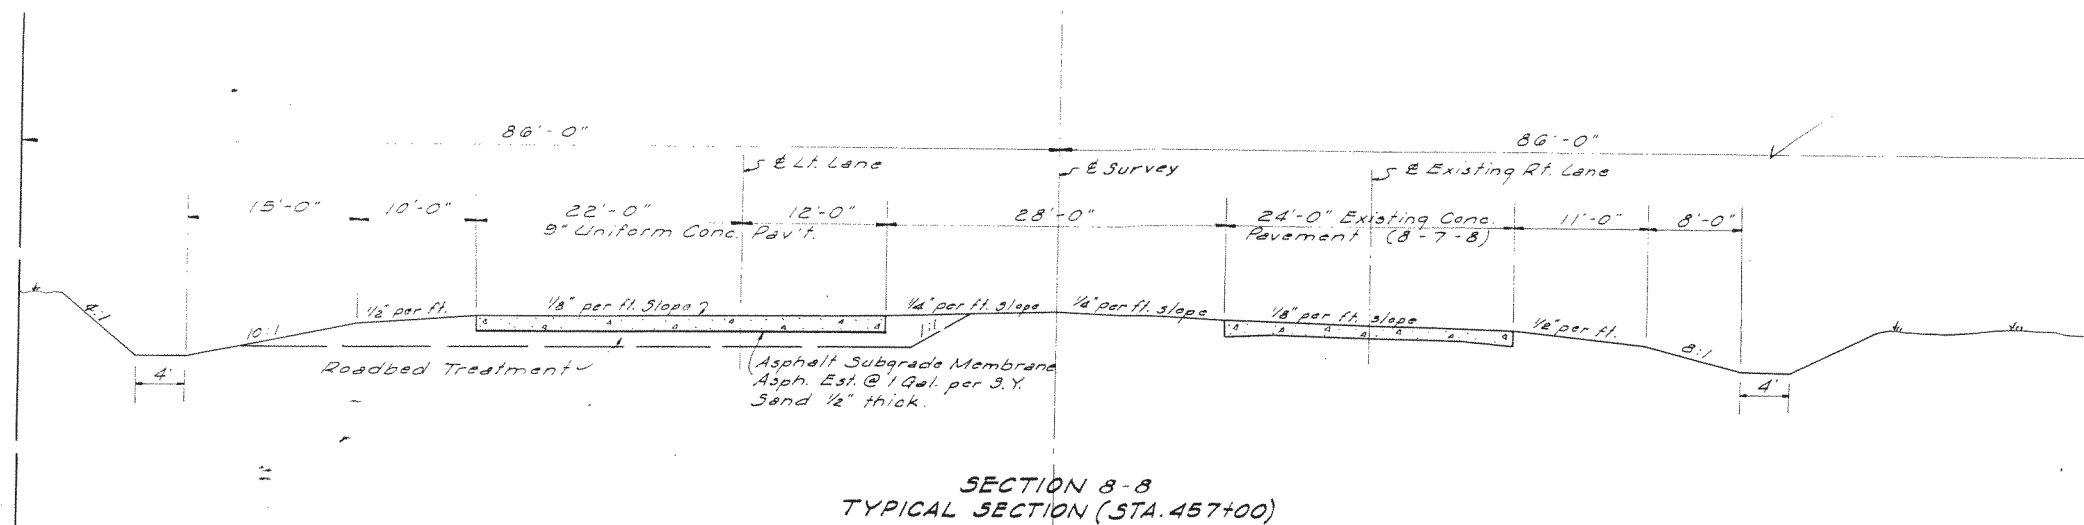 86'-0"
86'-0"
℄ Lt. Lane
℄ Survey
℄ Existing Rt. Lane
15'-0"
10'-0"
22'-0"
12'-0"
28'-0"
24'-0" Existing Conc.
11'-0"
8'-0"
9" Uniform Conc. Pav't.
Pavement (8-7-8)
1/2" per ft.
1/8" per ft. Slope
1/4" per ft. slope
1/4" per ft. slope
1/8" per ft. slope
1/2" per ft.
10:1
1:1
8:1
Roadbed Treatment
Asphalt Subgrade Membrane
Asph. Est. @ 1 Gal. per S.Y.
Sand 1/2" thick.
4'
4'
SECTION 8-8
TYPICAL SECTION (STA. 457+00)